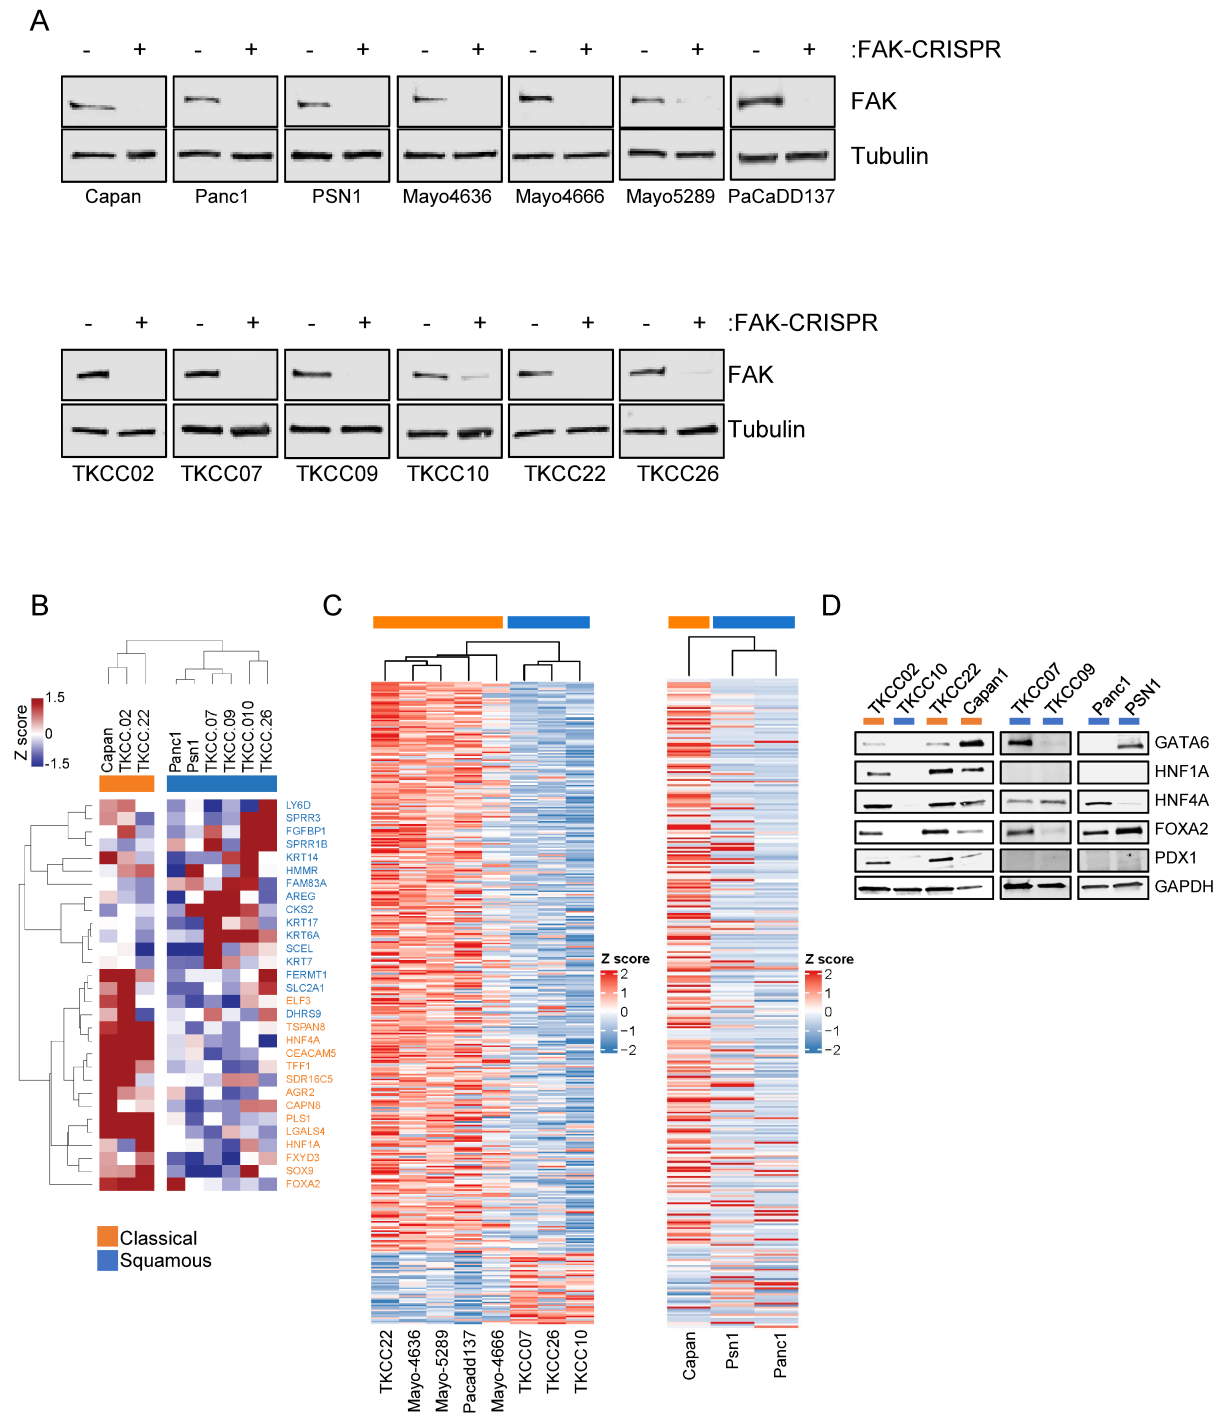 A
- + - + - + - + - + - + - + :FAK-CRISPR
FAK
Tubulin
Capan Panc1 PSN1 Mayo4636 Mayo4666 Mayo5289 PaCaDD137
- + - + - + - + - + - + :FAK-CRISPR
FAK
Tubulin
TKCC02 TKCC07 TKCC09 TKCC10 TKCC22 TKCC26
B
Z score
1.5
0
-1.5
Capan
TKCC.02
TKCC.22
Panc1
Psn1
TKCC.07
TKCC.09
TKCC.010
TKCC.26
LY6D
SPRR3
FGFBP1
SPRR1B
KRT14
HMMR
FAM83A
AREG
CKS2
KRT17
KRT6A
SCEL
KRT7
FERMT1
SLC2A1
ELF3
DHRS9
TSPAN8
HNF4A
CEACAM5
TFF1
SDR16C5
AGR2
CAPN8
PLS1
LGALS4
HNF1A
FXYD3
SOX9
FOXA2
Classical
Squamous
C
Z score
2
1
0
-1
-2
TKCC22
Mayo-4636
Mayo-5289
Pacadd137
Mayo-4666
TKCC07
TKCC26
TKCC10
Z score
2
1
0
-1
-2
Capan
Psn1
Panc1
D
TKCC02
TKCC10
TKCC22
Capan1
TKCC07
TKCC09
Panc1
PSN1
GATA6
HNF1A
HNF4A
FOXA2
PDX1
GAPDH